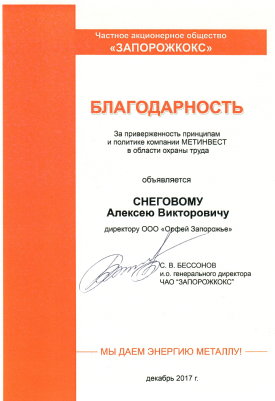 Частное акционерное общество
«ЗАПОРОЖКОКС»
БЛАГОДАРНОСТЬ
За приверженность принципам
и политике компании МЕТИНВЕСТ
в области охраны труда
объявляется
СНЕГОВОМУ
Алексею Викторовичу
директору ООО «Орфей Запорожье»
С. В. БЕССОНОВ
и.о. генерального директора
ЧАО "ЗАПОРОЖКОКС"
МЫ ДАЕМ ЭНЕРГИЮ МЕТАЛЛУ!
декабрь 2017 г.